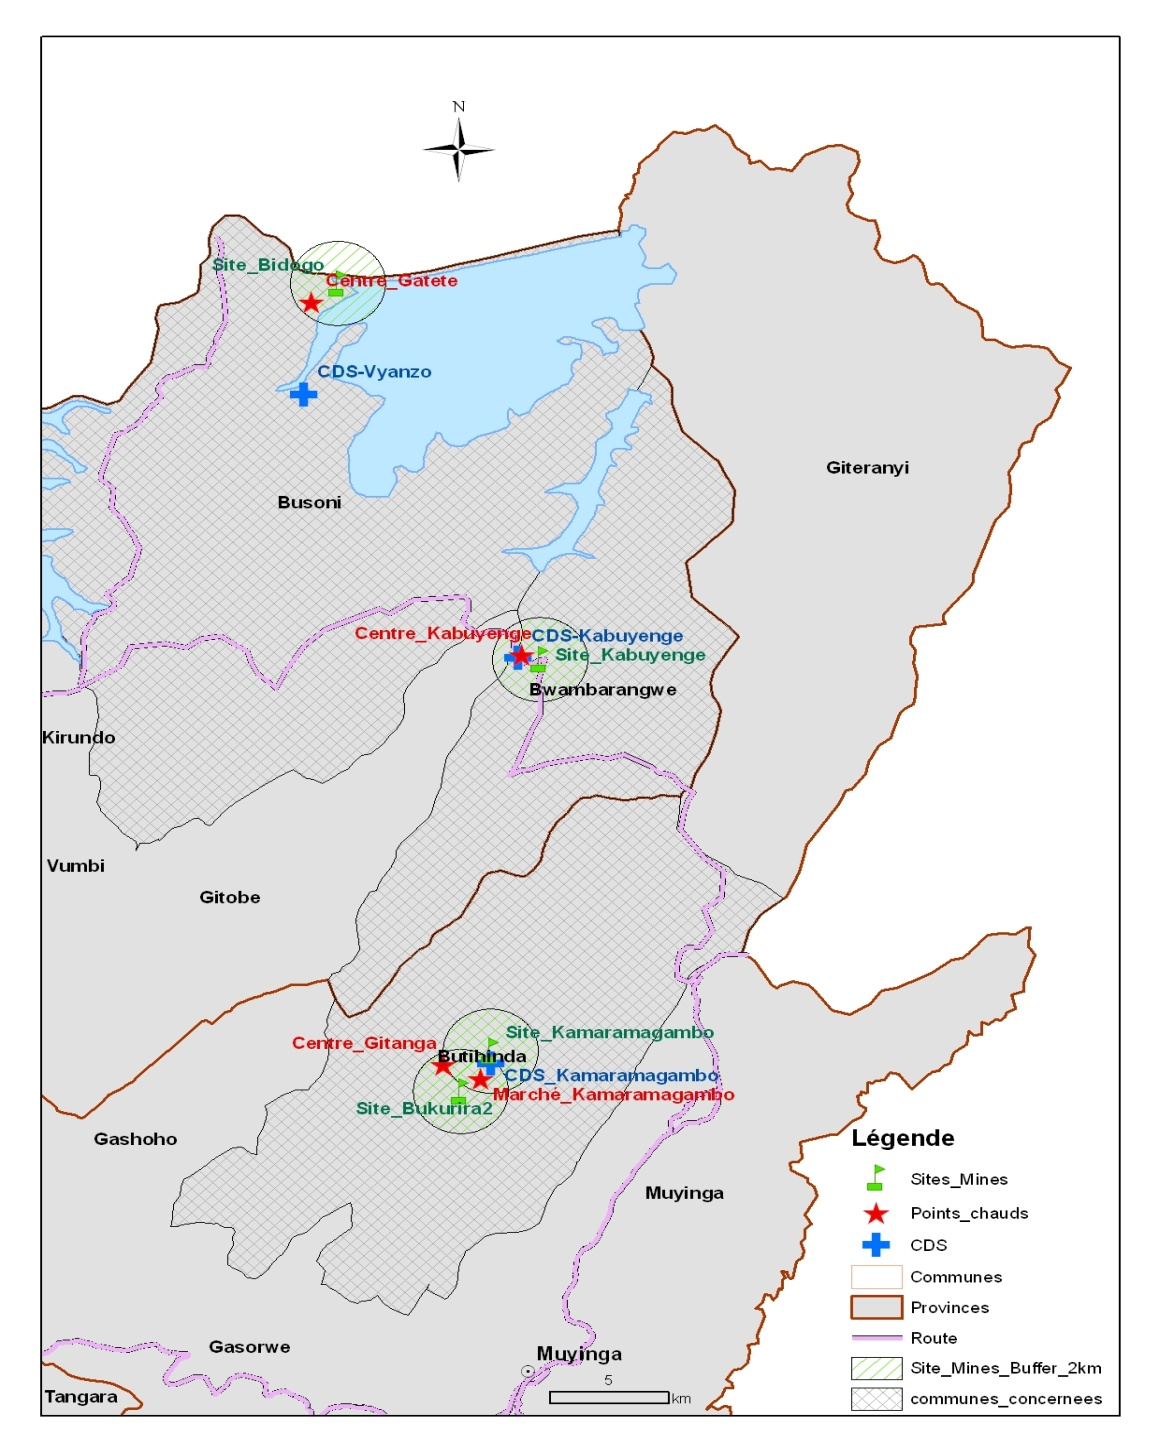 N
Site_Bidogo
Centre_Gatete
CDS-Vyanzo
Giteranyi
Busoni
Centre_Kabuyenge
CDS-Kabuyenge
Site_Kabuyenge
Bwambarangwe
Kirundo
Vumbi
Gitobe
Site_Kamaramagambo
Centre_Gitanga
Butihinda
CDS_Kamaramagambo
Marché_Kamaramagambo
Site_Bukurira2
Gashoho
Muyinga
Légende
Sites_Mines
Points_chauds
CDS
Communes
Provinces
Route
Site_Mines_Buffer_2km
communes_concernees
Gasorwe
Muyinga
Tangara
5
km